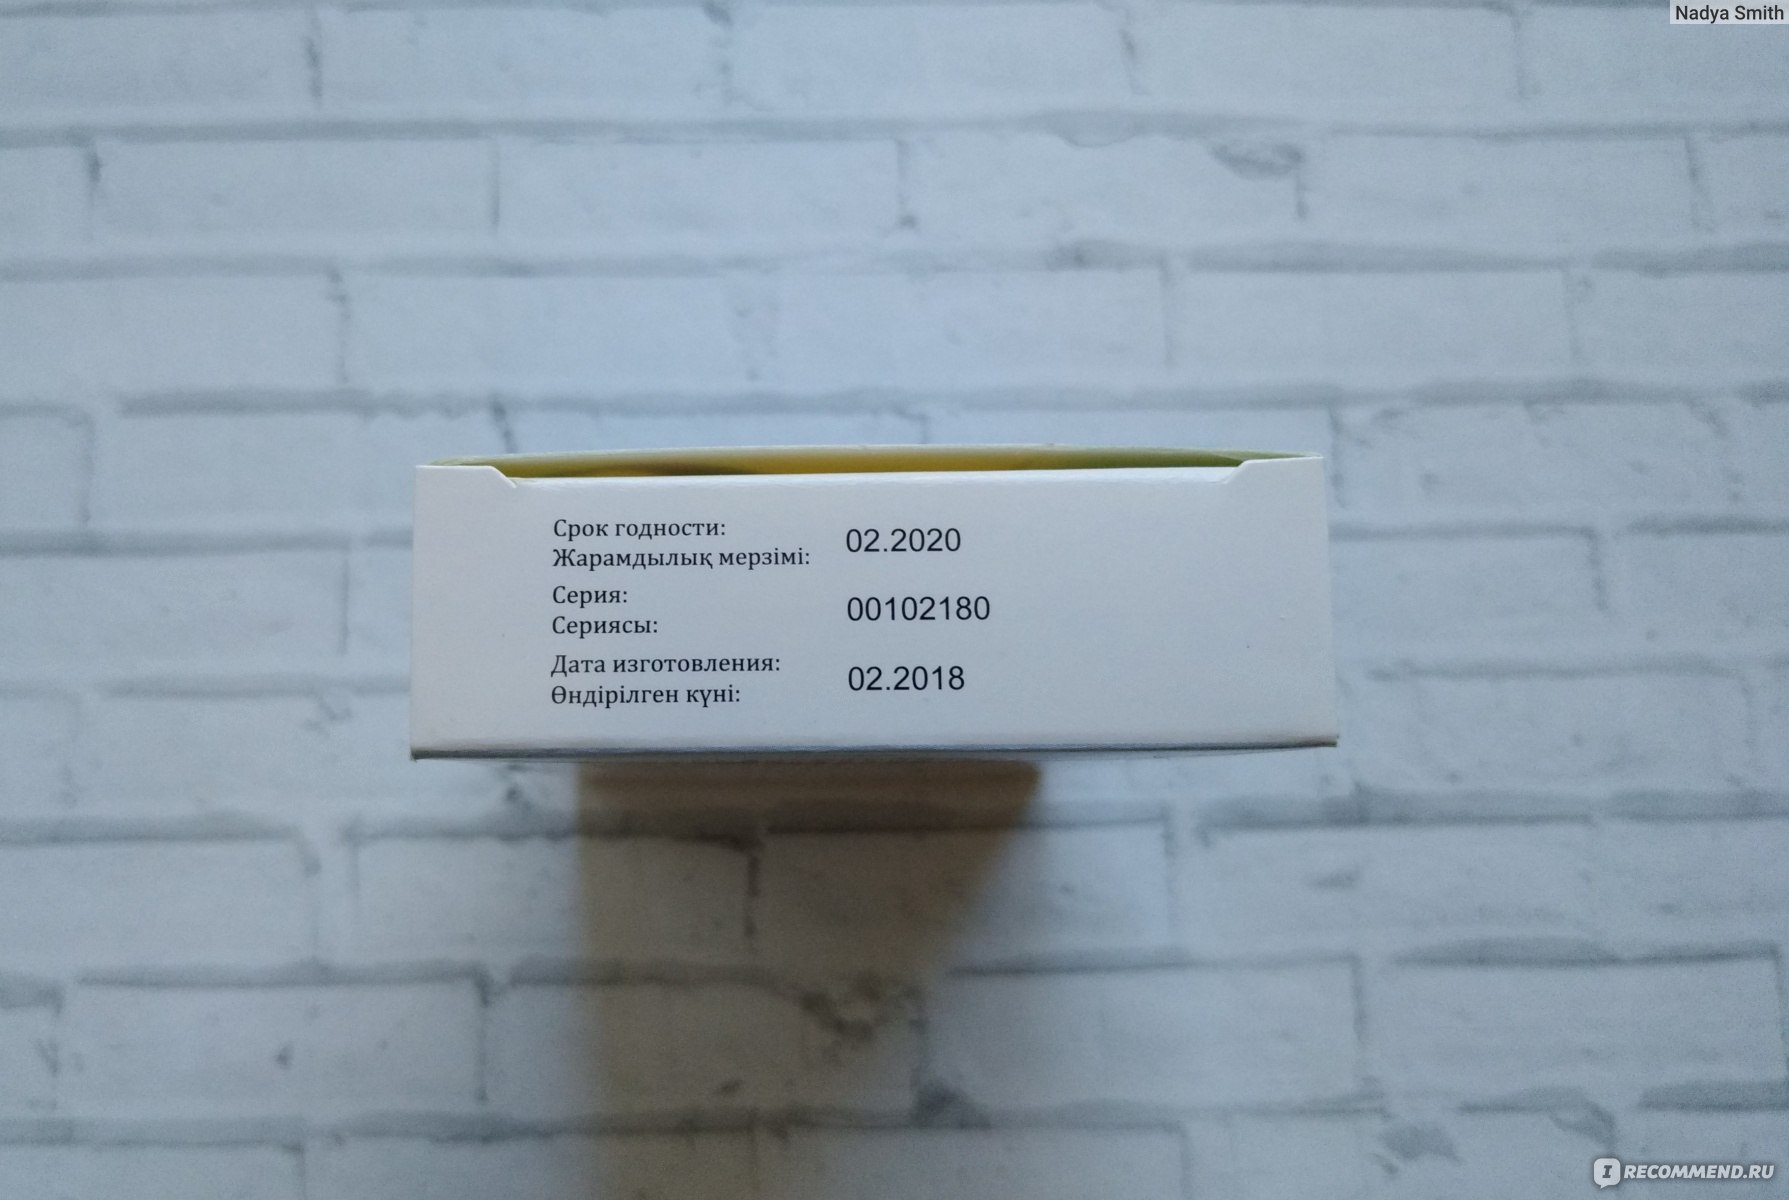 Nadya Smith
Срок годности:
Жарамдылық мерзімі:
02.2020
Серия:
Сериясы:
00102180
Дата изготовления:
Өндірілген күні:
02.2018
I RECOMMEND.RU